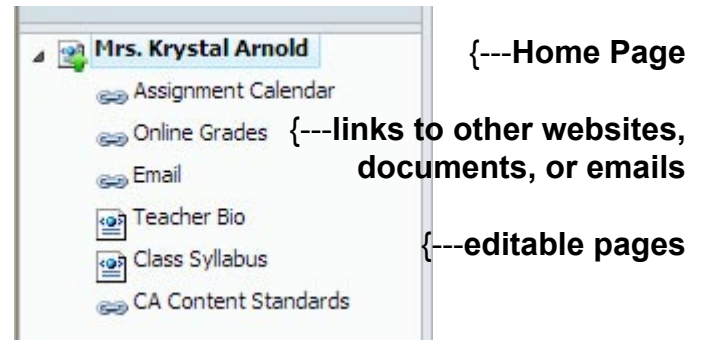 Mrs. Krystal Arnold {---Home Page
Assignment Calendar
Online Grades {---links to other websites,
documents, or emails
Email
Teacher Bio
{---editable pages
Class Syllabus
CA Content Standards